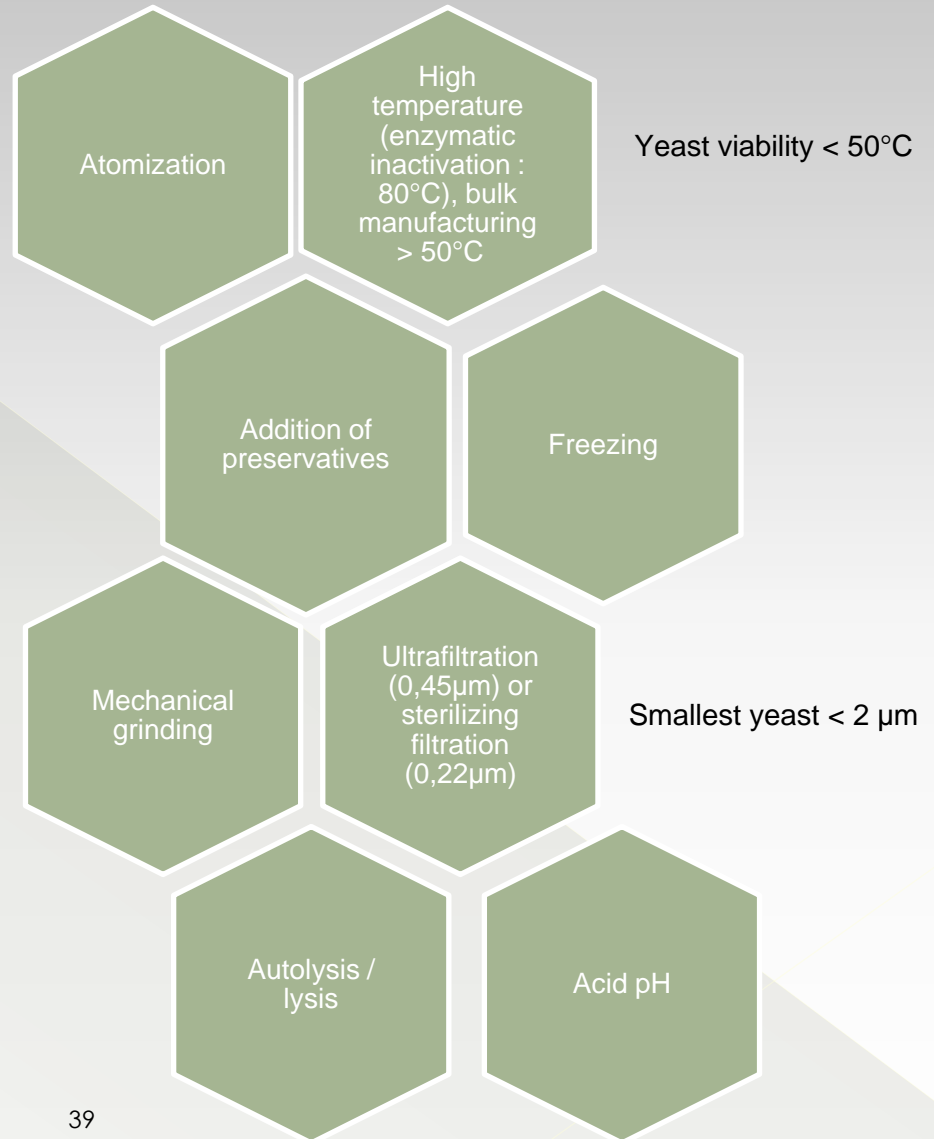 Atomization
High
temperature
(enzymatic
inactivation :
80°C), bulk
manufacturing
> 50°C
Yeast viability < 50°C
Addition of
preservatives
Freezing
Mechanical
grinding
Ultrafiltration
(0,45µm) or
sterilizing
filtration
(0,22µm)
Smallest yeast < 2 µm
Autolysis /
lysis
Acid pH
39